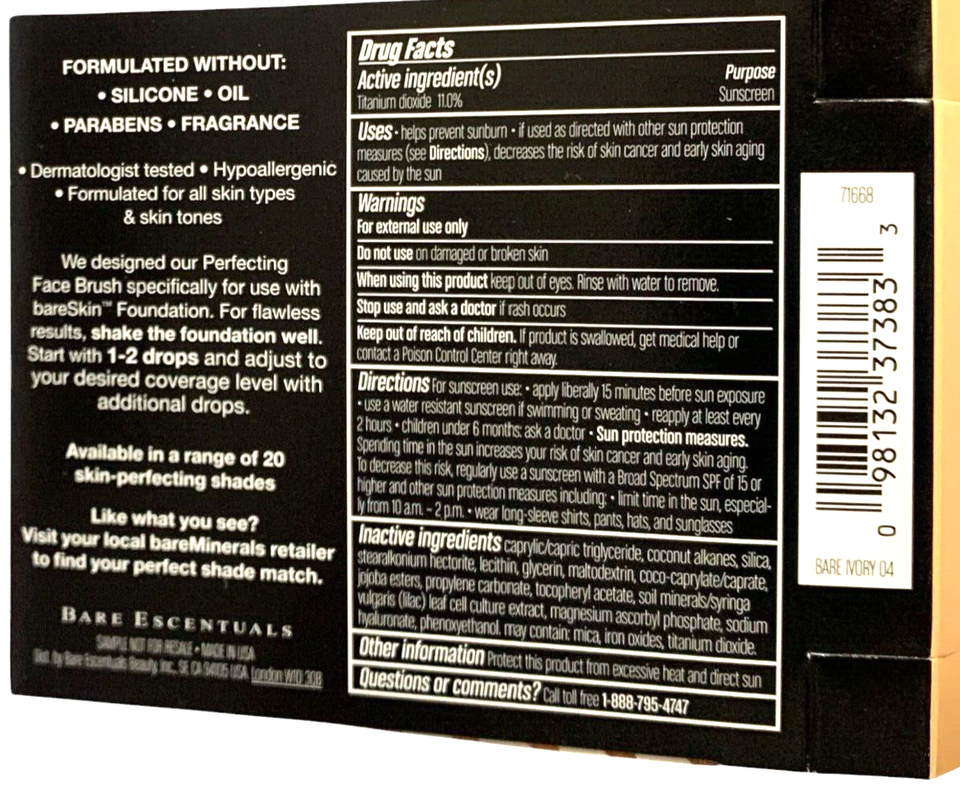 FORMULATED WITHOUT:
• SILICONE • OIL
• PARABENS • FRAGRANCE
• Dermatologist tested • Hypoallergenic
• Formulated for all skin types
& skin tones
We designed our Perfecting
Face Brush specifically for use with
bareSkin™ Foundation. For flawless
results, shake the foundation well.
Start with 1-2 drops and adjust to
your desired coverage level with
additional drops.
Available in a range of 20
skin-perfecting shades
Like what you see?
Visit your local bareMinerals retailer
to find your perfect shade match.
BARE ESCENTUALS
SAMPLE NOT FOR RESALE • MADE IN USA
Dist. by Bare Escentuals Beauty, Inc., SF, CA 94105 USA, London W1D 3QB
Drug Facts
Active ingredient(s) Purpose
Titanium dioxide 11.0% Sunscreen
Uses • helps prevent sunburn • if used as directed with other sun protection
measures (see Directions), decreases the risk of skin cancer and early skin aging
caused by the sun
Warnings
For external use only
Do not use on damaged or broken skin
When using this product keep out of eyes. Rinse with water to remove.
Stop use and ask a doctor if rash occurs
Keep out of reach of children. If product is swallowed, get medical help or
contact a Poison Control Center right away.
Directions For sunscreen use: • apply liberally 15 minutes before sun exposure
• use a water resistant sunscreen if swimming or sweating • reapply at least every
2 hours • children under 6 months: ask a doctor • Sun protection measures.
Spending time in the sun increases your risk of skin cancer and early skin aging.
To decrease this risk, regularly use a sunscreen with a Broad Spectrum SPF of 15 or
higher and other sun protection measures including: • limit time in the sun, especial-
ly from 10 a.m. – 2 p.m. • wear long-sleeve shirts, pants, hats, and sunglasses
Inactive ingredients caprylic/capric triglyceride, coconut alkanes, silica,
stearalkonium hectorite, lecithin, glycerin, maltodextrin, coco-caprylate/caprate,
jojoba esters, propylene carbonate, tocopheryl acetate, soil minerals/syringa
vulgaris (lilac) leaf cell culture extract, magnesium ascorbyl phosphate, sodium
hyaluronate, phenoxyethanol. may contain: mica, iron oxides, titanium dioxide.
Other information Protect this product from excessive heat and direct sun
Questions or comments? Call toll free 1-888-795-4747
71668
0 98132 37383 3
BARE IVORY 04